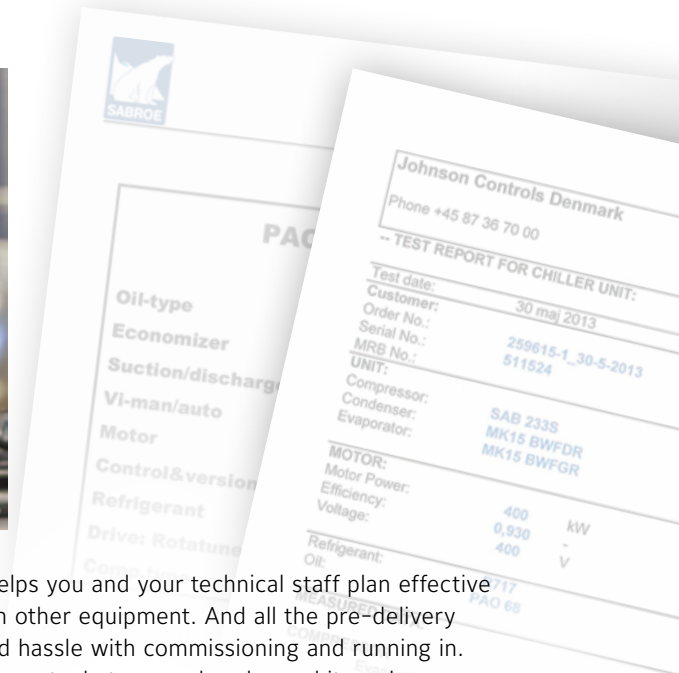 SABROE
PAC
Oil-type
Economizer
Suction/discharge
Vi-man/auto
Motor
Control&version
Refrigerant
Drive: Rotatune
Johnson Controls Denmark
Phone +45 87 36 70 00
-- TEST REPORT FOR CHILLER UNIT:
Test date: 30 maj 2013
Customer:
Order No.: 259615-1_30-5-2013
Serial No.: 511524
MRB No.:
UNIT:
Compressor: SAB 233S
Condenser: MK15 BWFDR
Evaporator: MK15 BWFGR
MOTOR:
Motor Power: 400 kW
Efficiency: 0,930 -
Voltage: 400 V
Refrigerant: R717
Oil: PAO 68
MEASURED
elps you and your technical staff plan effective
n other equipment. And all the pre-delivery
d hassle with commissioning and running in.